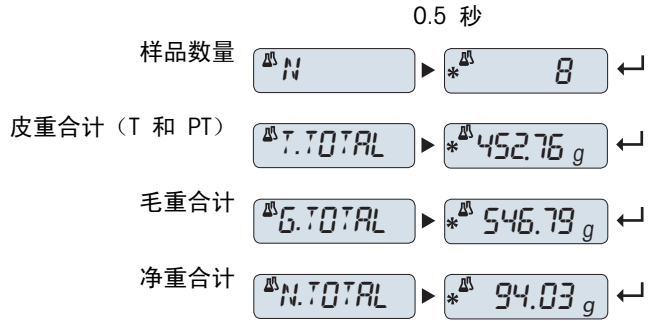 0.5 秒
样品数量 N * 8
皮重合计（T 和 PT） T.TOTAL * 452.76 g
毛重合计 G.TOTAL * 546.79 g
净重合计 N.TOTAL * 94.03 g